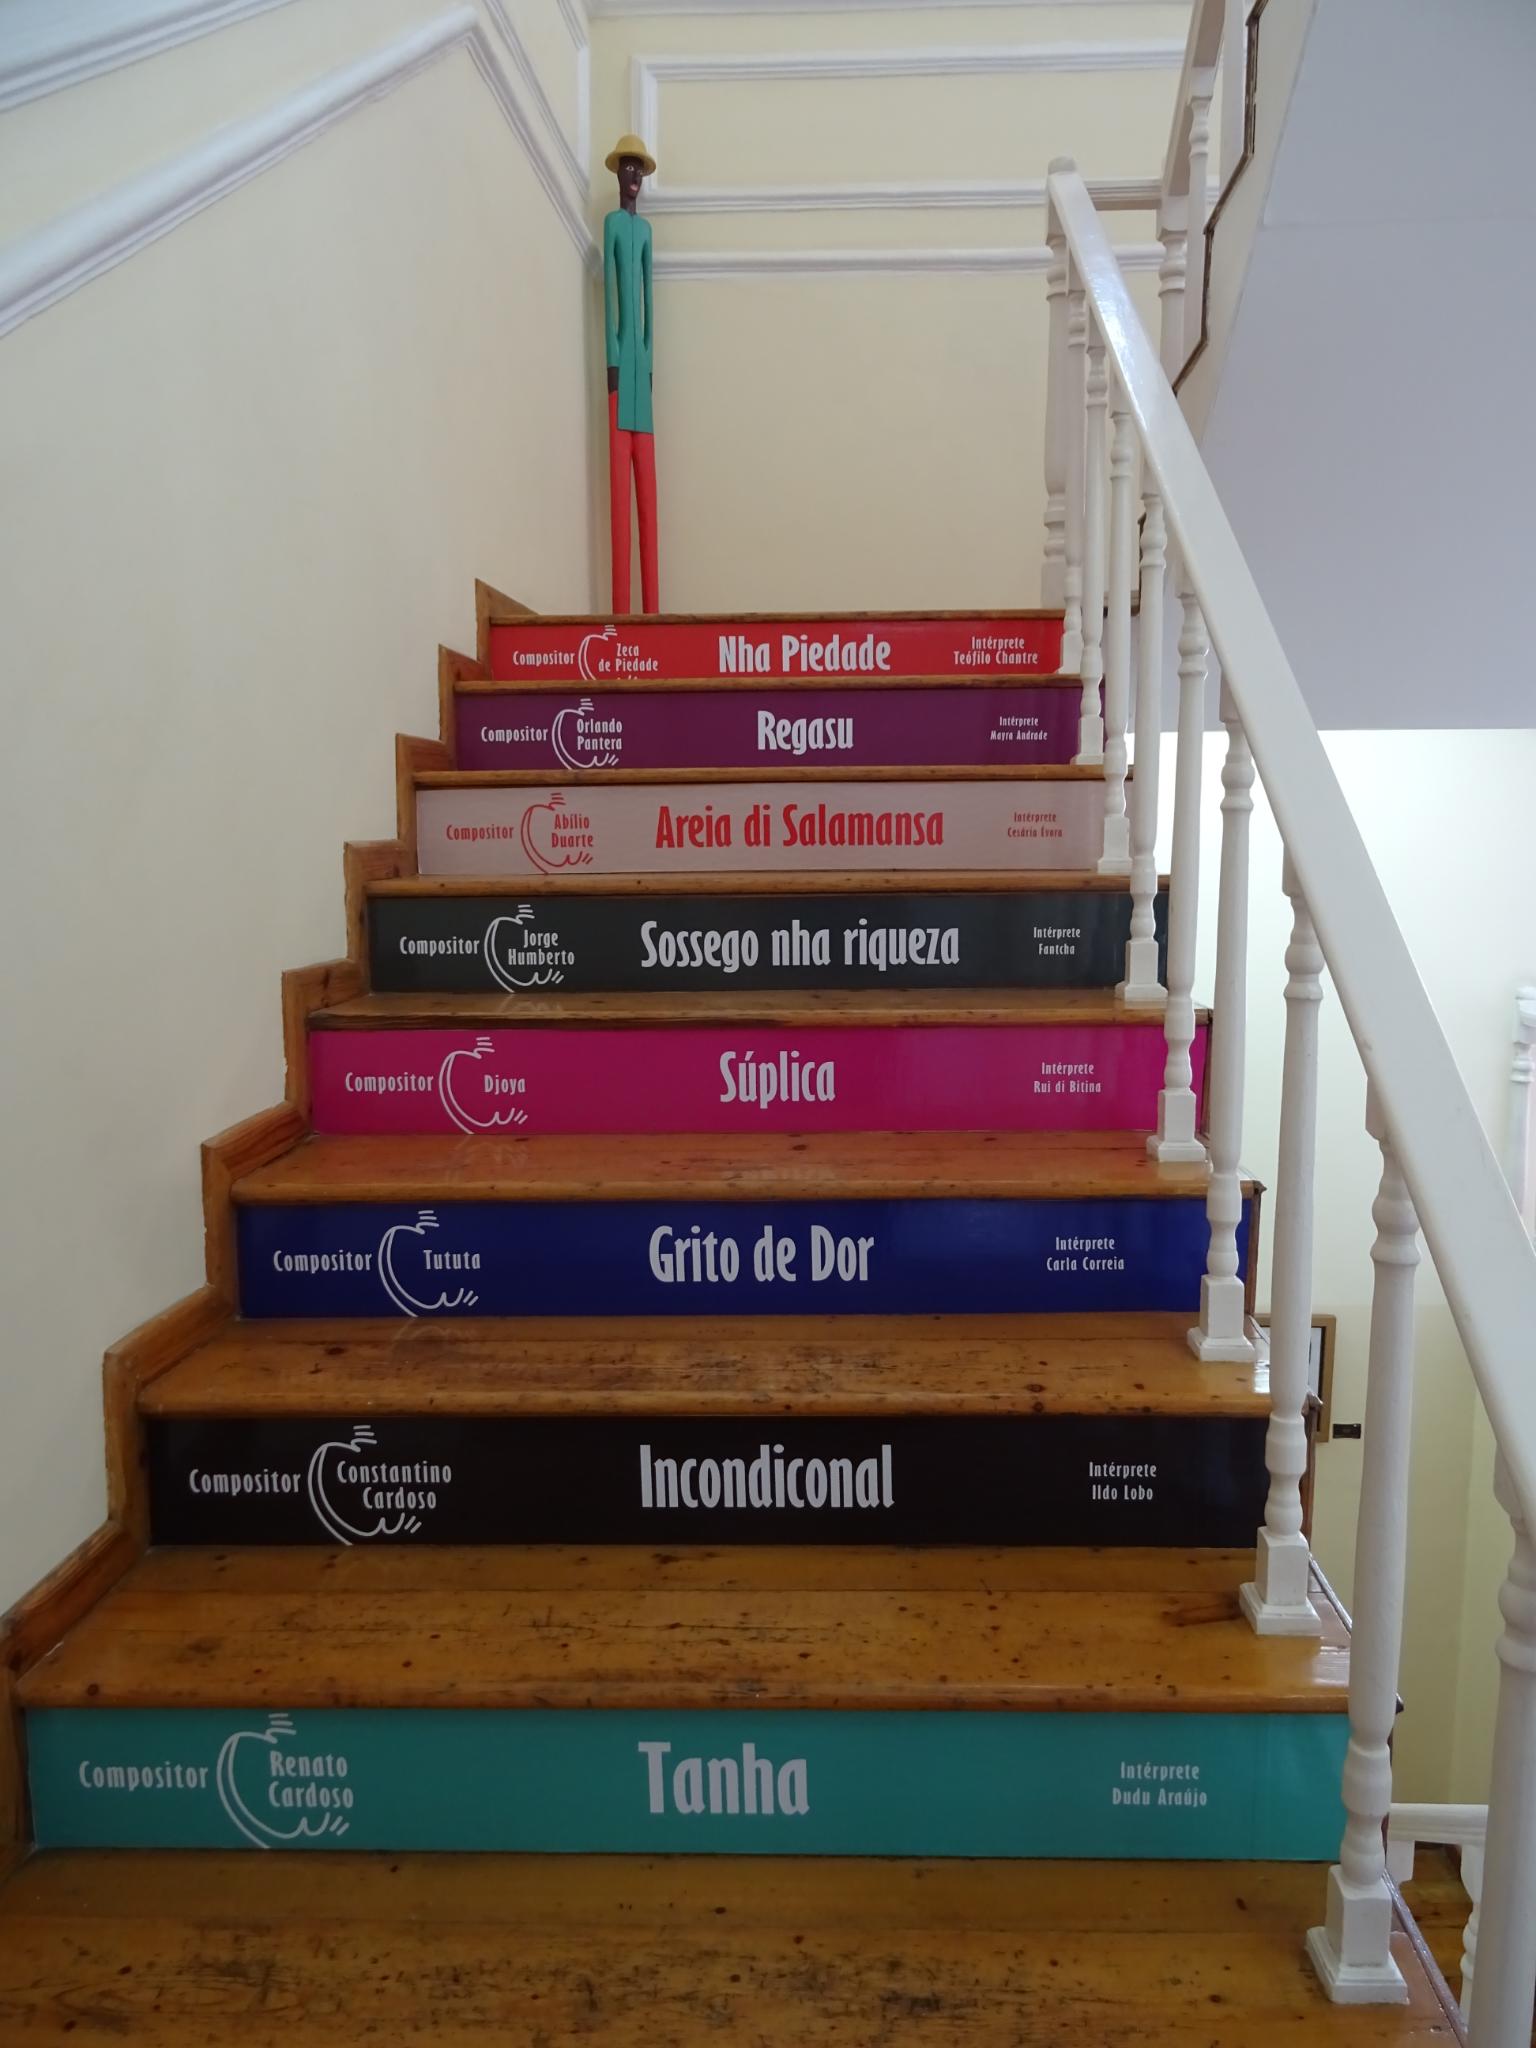 Compositor Zeca de Piedade Nha Piedade Intérprete Teófilo Chantre
Compositor Orlando Pantera Regasu Intérprete Mayra Andrade
Compositor Abílio Duarte Areia di Salamansa Intérprete Cesária Évora
Compositor Jorge Humberto Sossego nha riqueza Intérprete Fantcha
Compositor Djoya Súplica Intérprete Rui di Bitina
Compositor Tututa Grito de Dor Intérprete Carla Correia
Compositor Constantino Cardoso Incondiconal Intérprete Ildo Lobo
Compositor Renato Cardoso Tanha Intérprete Dudu Araújo